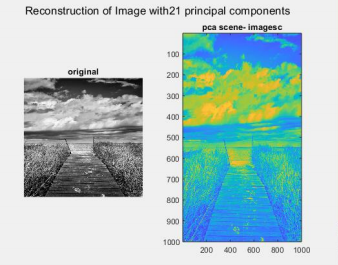 Reconstruction of Image with21 principal components
original
pca scene- imagesc
100
200
300
400
500
600
700
800
900
1000
200 400 600 800 1000